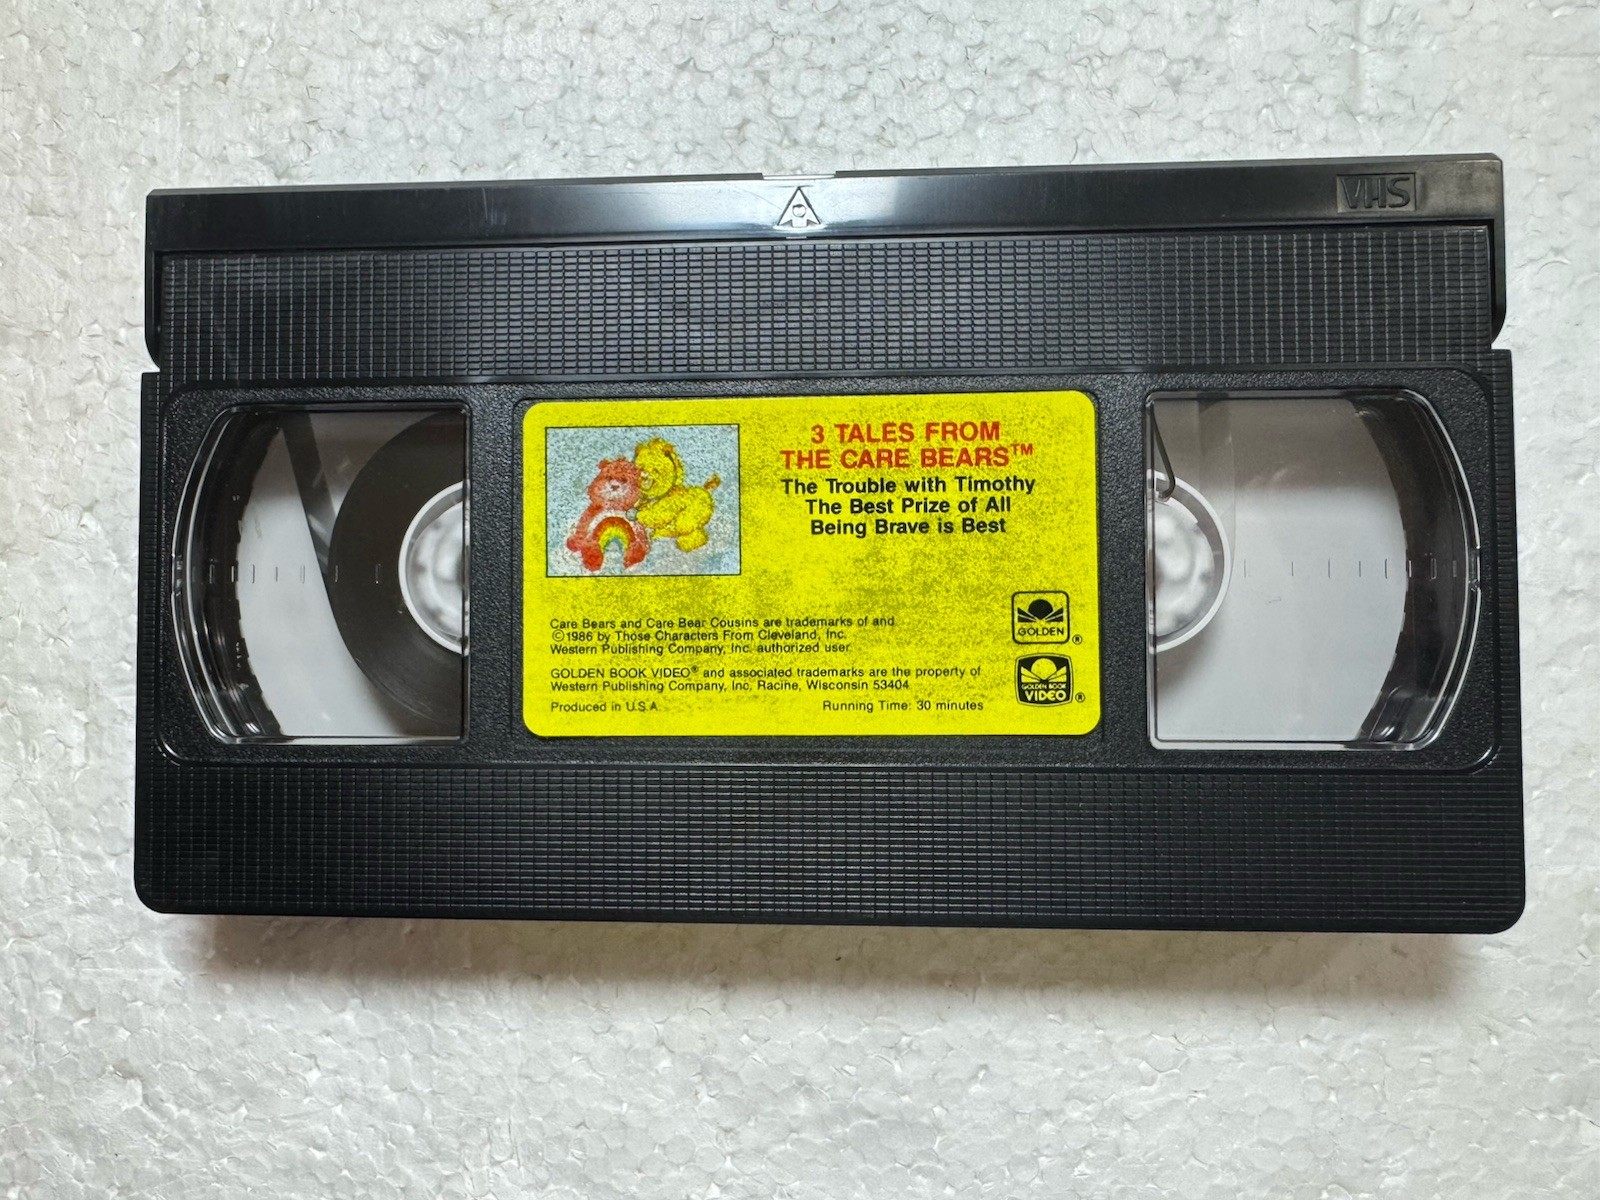 VHS
3 TALES FROM
THE CARE BEARS™
The Trouble with Timothy
The Best Prize of All
Being Brave is Best
Care Bears and Care Bear Cousins are trademarks of and
©1986 by Those Characters From Cleveland, Inc.
Western Publishing Company, Inc. authorized user.
GOLDEN®
GOLDEN BOOK VIDEO® and associated trademarks are the property of
Western Publishing Company, Inc, Racine, Wisconsin 53404
GOLDEN BOOK
VIDEO®
Produced in U.S.A.
Running Time: 30 minutes